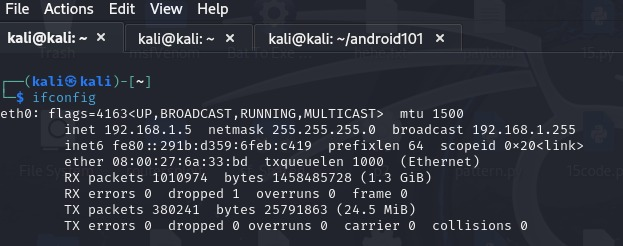 File Actions Edit View Help
kali@kali: ~ × kali@kali: ~ × kali@kali: ~/android101 ×
┌──(kali㉿kali)-[~]
└─$ ifconfig
eth0: flags=4163<UP,BROADCAST,RUNNING,MULTICAST> mtu 1500
inet 192.168.1.5 netmask 255.255.255.0 broadcast 192.168.1.255
inet6 fe80::291b:d359:6feb:c419 prefixlen 64 scopeid 0×20<link>
ether 08:00:27:6a:33:bd txqueuelen 1000 (Ethernet)
RX packets 1010974 bytes 1458485728 (1.3 GiB)
RX errors 0 dropped 1 overruns 0 frame 0
TX packets 380241 bytes 25791863 (24.5 MiB)
TX errors 0 dropped 0 overruns 0 carrier 0 collisions 0